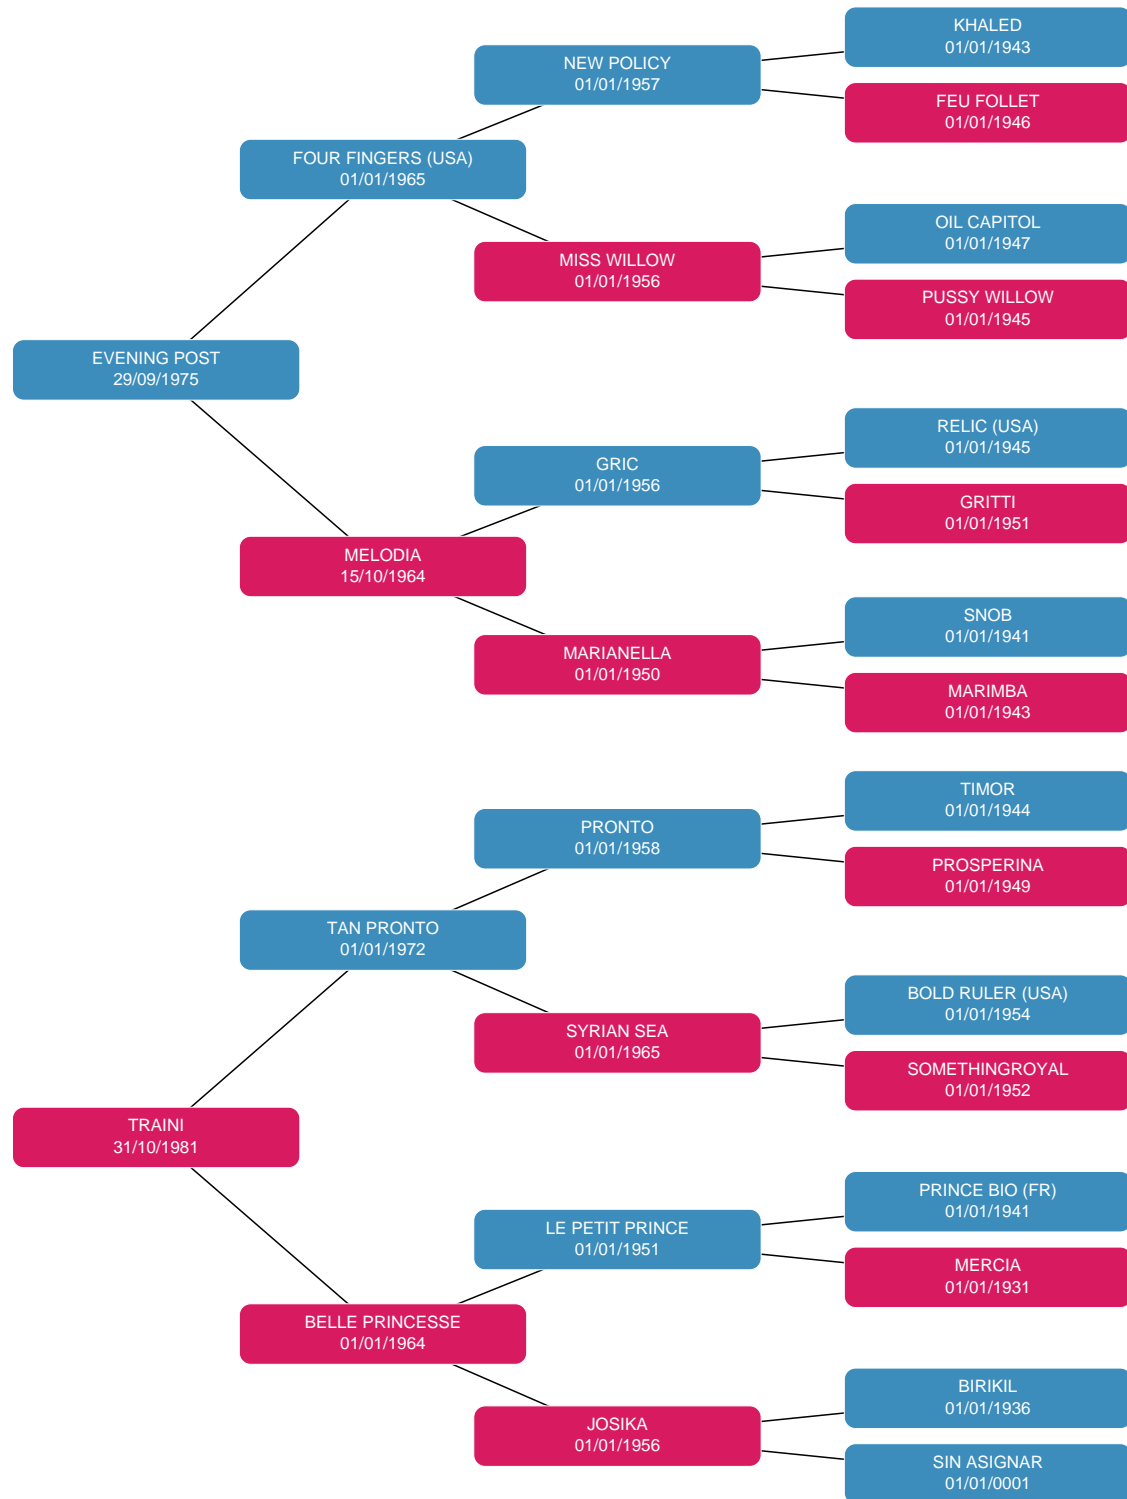 KHALED
01/01/1943
NEW POLICY
01/01/1957
FEU FOLLET
01/01/1946
FOUR FINGERS (USA)
01/01/1965
OIL CAPITOL
01/01/1947
MISS WILLOW
01/01/1956
PUSSY WILLOW
01/01/1945
EVENING POST
29/09/1975
RELIC (USA)
01/01/1945
GRIC
01/01/1956
GRITTI
01/01/1951
MELODIA
15/10/1964
SNOB
01/01/1941
MARIANELLA
01/01/1950
MARIMBA
01/01/1943
TIMOR
01/01/1944
PRONTO
01/01/1958
PROSPERINA
01/01/1949
TAN PRONTO
01/01/1972
BOLD RULER (USA)
01/01/1954
SYRIAN SEA
01/01/1965
SOMETHINGROYAL
01/01/1952
TRAINI
31/10/1981
PRINCE BIO (FR)
01/01/1941
LE PETIT PRINCE
01/01/1951
MERCIA
01/01/1931
BELLE PRINCESSE
01/01/1964
BIRIKIL
01/01/1936
JOSIKA
01/01/1956
SIN ASIGNAR
01/01/0001